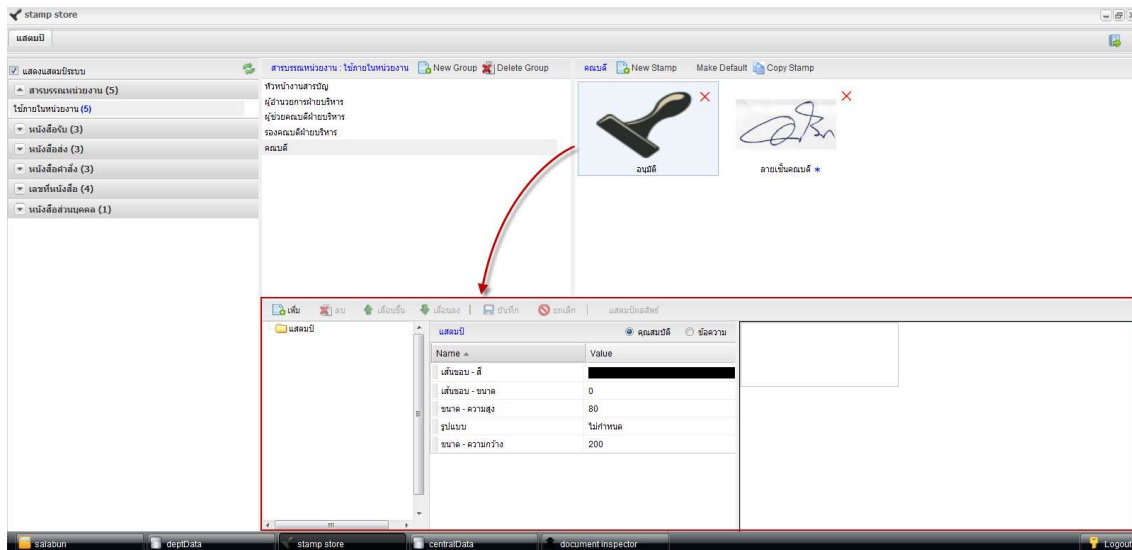 stamp store
แสตมป์
แสดงแสตมป์ระบบ
สารบรรณหน่วยงาน (5)
ใช้ภายในหน่วยงาน (5)
หนังสือรับ (3)
หนังสือส่ง (3)
หนังสือคำสั่ง (3)
เลขที่หนังสือ (4)
หนังสือส่วนบุคคล (1)
สารบรรณหน่วยงาน : ใช้ภายในหน่วยงาน New Group Delete Group
หัวหน้างานสารบัญ
ผู้อำนวยการฝ่ายบริหาร
ผู้ช่วยคณบดีฝ่ายบริหาร
รองคณบดีฝ่ายบริหาร
คณบดี
คณบดี New Stamp Make Default Copy Stamp
อนุมัติ
ลายเซ็นคณบดี *
เพิ่ม ลบ เลื่อนขึ้น เลื่อนลง บันทึก ยกเลิก แสตมป์ผลลัพธ์
แสตมป์
แสตมป์ คุณสมบัติ ข้อความ
Name Value
เส้นขอบ - สี
เส้นขอบ - ขนาด 0
ขนาด - ความสูง 80
รูปแบบ ไม่กำหนด
ขนาด - ความกว้าง 200
salabun deptData stamp store centralData document inspector Logout